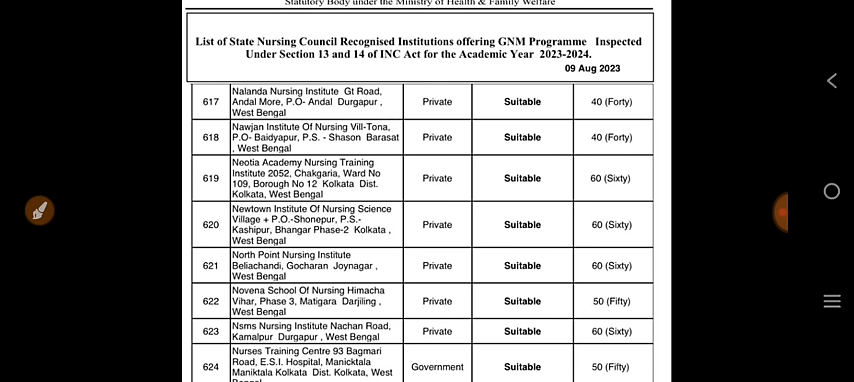 Statutory Body under the Ministry of Health & Family Welfare
List of State Nursing Council Recognised Institutions offering GNM Programme Inspected
Under Section 13 and 14 of INC Act for the Academic Year 2023-2024.
09 Aug 2023
617 Nalanda Nursing Institute Gt Road, Private Suitable 40 (Forty)
Andal More, P.O- Andal Durgapur ,
West Bengal
618 Nawjan Institute Of Nursing Vill-Tona, Private Suitable 40 (Forty)
P.O- Baidyapur, P.S. - Shason Barasat
, West Bengal
619 Neotia Academy Nursing Training Private Suitable 60 (Sixty)
Institute 2052, Chakgaria, Ward No
109, Borough No 12 Kolkata Dist.
Kolkata, West Bengal
620 Newtown Institute Of Nursing Science Private Suitable 60 (Sixty)
Village + P.O.-Shonepur, P.S.-
Kashipur, Bhangar Phase-2 Kolkata ,
West Bengal
621 North Point Nursing Institute Private Suitable 60 (Sixty)
Beliachandi, Gocharan Joynagar ,
West Bengal
622 Novena School Of Nursing Himacha Private Suitable 50 (Fifty)
Vihar, Phase 3, Matigara Darjiling ,
West Bengal
623 Nsms Nursing Institute Nachan Road, Private Suitable 60 (Sixty)
Kamalpur Durgapur , West Bengal
624 Nurses Training Centre 93 Bagmari Government Suitable 50 (Fifty)
Road, E.S.I. Hospital, Manicktala
Maniktala Kolkata Dist. Kolkata, West
Bengal